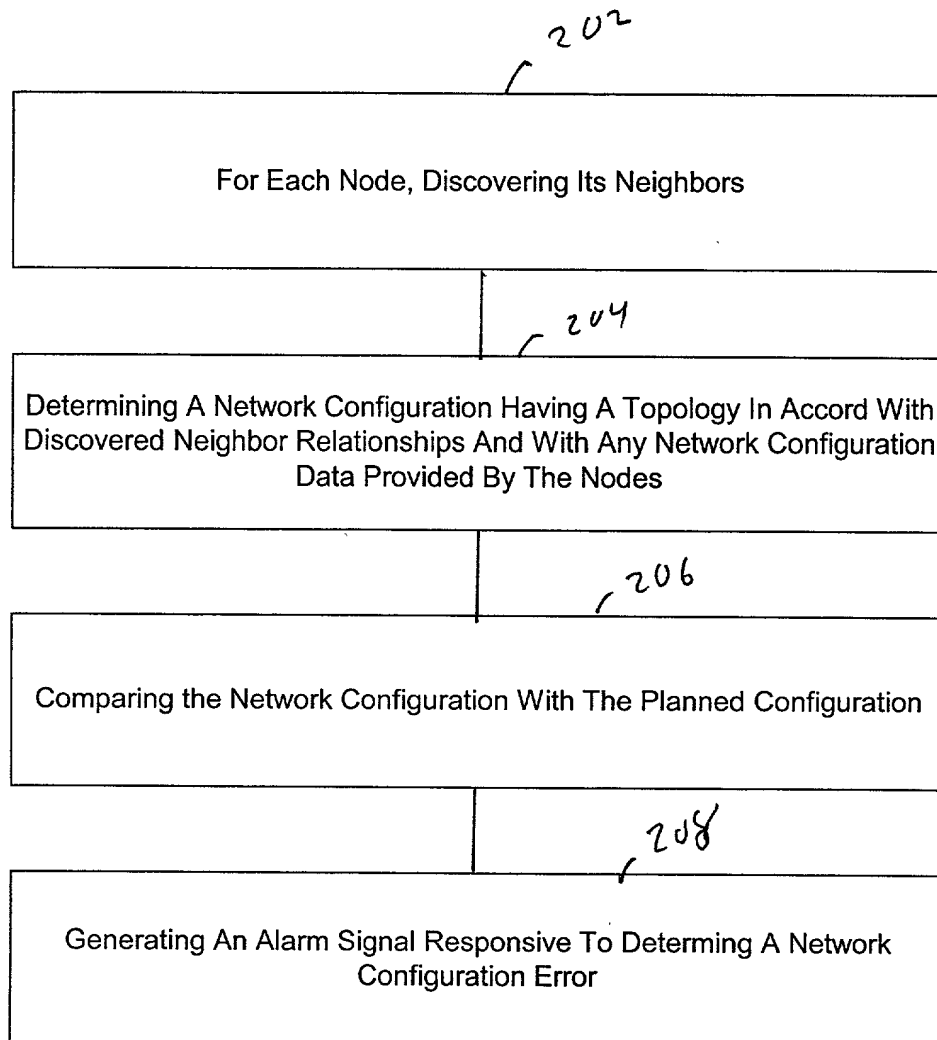 202
For Each Node, Discovering Its Neighbors
204
Determining A Network Configuration Having A Topology In Accord With
Discovered Neighbor Relationships And With Any Network Configuration
Data Provided By The Nodes
206
Comparing the Network Configuration With The Planned Configuration
208
Generating An Alarm Signal Responsive To Determing A Network
Configuration Error